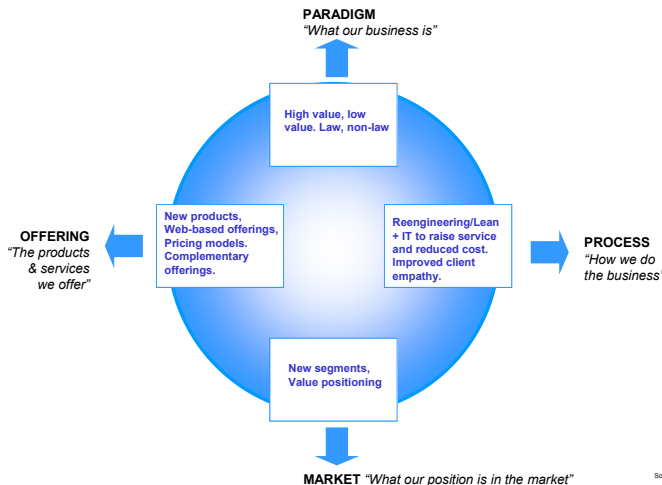 PARADIGM
“What our business is”
High value, low
value. Law, non-law
New products,
Web-based offerings,
Pricing models.
Complementary
offerings.
Reengineering/Lean
+ IT to raise service
and reduced cost.
Improved client
empathy.
OFFERING
“The products
& services
we offer”
PROCESS
“How we do
the business”
New segments,
Value positioning
MARKET “What our position is in the market”